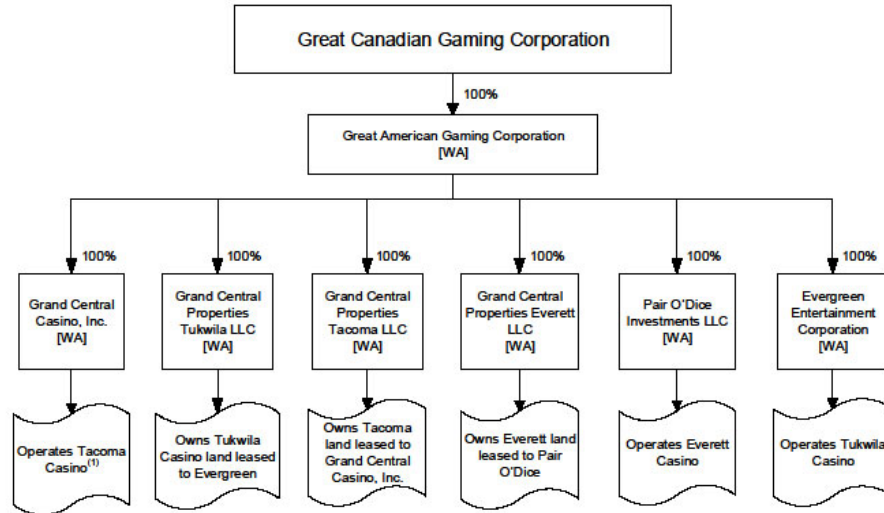 Great Canadian Gaming Corporation
100%
Great American Gaming Corporation
[WA]
100%
100%
100%
100%
100%
100%
Grand Central
Casino, Inc.
[WA]
Grand Central
Properties
Tukwila LLC
[WA]
Grand Central
Properties
Tacoma LLC
[WA]
Grand Central
Properties Everett
LLC
[WA]
Pair O'Dice
Investments LLC
[WA]
Evergreen
Entertainment
Corporation
[WA]
Operates Tacoma
Casino(1)
Owns Tukwila
Casino land leased
to Evergreen
Owns Tacoma
land leased to
Grand Central
Casino, Inc.
Owns Everett land
leased to Pair
O'Dice
Operates Everett
Casino
Operates Tukwila
Casino